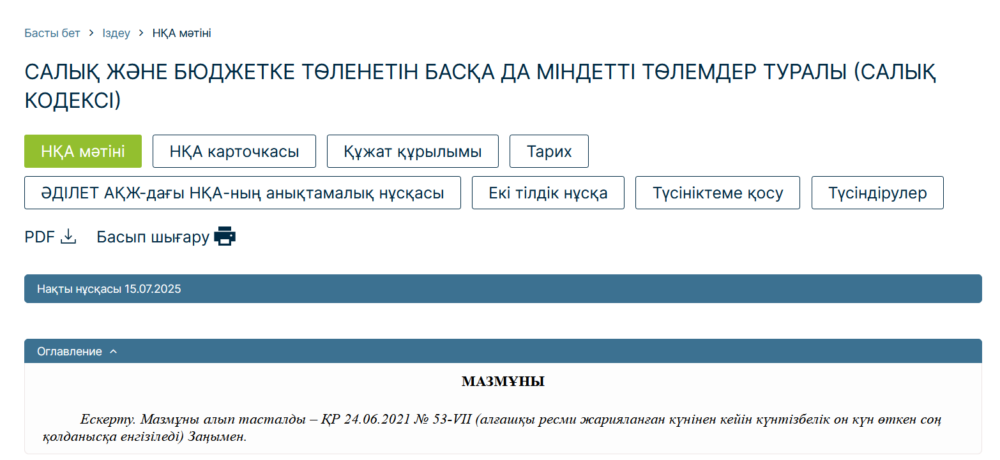 Басты бет > Іздеу > НҚА мәтіні
САЛЫҚ ЖӘНЕ БЮДЖЕТКЕ ТӨЛЕНЕТІН БАСҚА ДА МІНДЕТТІ ТӨЛЕМДЕР ТУРАЛЫ (САЛЫҚ
КОДЕКСІ)
НҚА мәтіні НҚА карточкасы Құжат құрылымы Тарих
ӘДІЛЕТ АҚЖ-дағы НҚА-ның анықтамалық нұсқасы Екі тілдік нұсқа Түсініктеме қосу Түсіндірулер
PDF Басып шығару
Нақты нұсқасы 15.07.2025
Оглавление
МАЗМҰНЫ
Ескерту. Мазмұны алып тасталды – ҚР 24.06.2021 № 53-VII (алғашқы ресми жарияланған күнінен кейін күнтізбелік он күн өткен соң
қолданысқа енгізіледі) Заңымен.